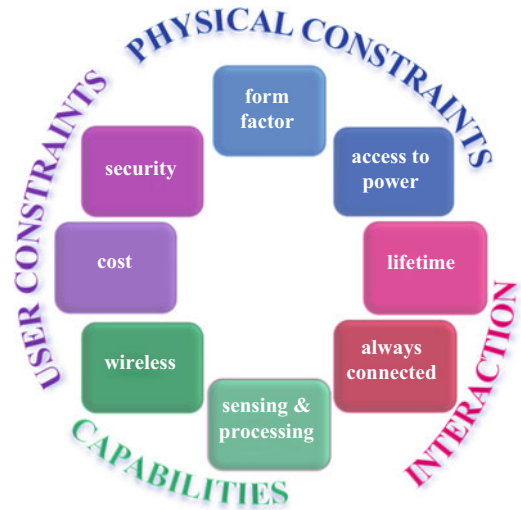 PHYSICAL CONSTRAINTS
form
factor
access to
power
lifetime
always
connected
INTERACTION
sensing &
processing
wireless
CAPABILITIES
cost
security
USER CONSTRAINTS